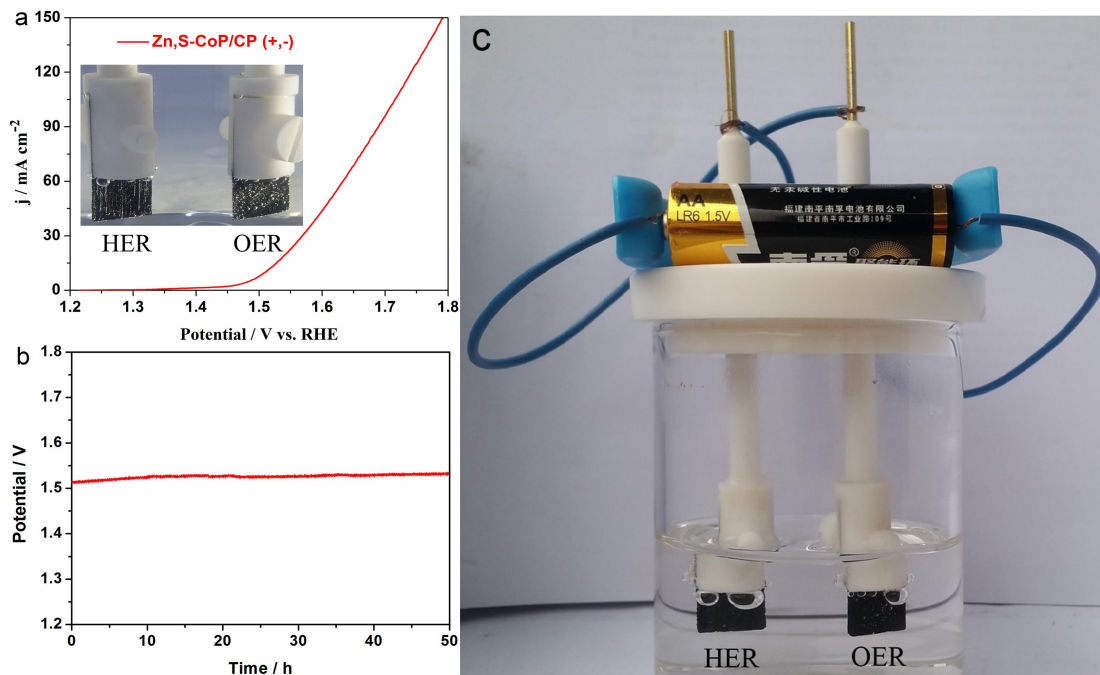 a
150
120
90
60
30
0
j / mA cm⁻²
Zn,S-CoP/CP (+,-)
HER
OER
1.2
1.3
1.4
1.5
1.6
1.7
1.8
Potential / V vs. RHE
b
1.8
1.7
1.6
1.5
1.4
1.3
1.2
Potential / V
0
10
20
30
40
50
Time / h
c
无汞碱性电池
AA
LR6 1.5V
福建南平南孚电池有限公司
福建省南平市工业路109号
HER
OER